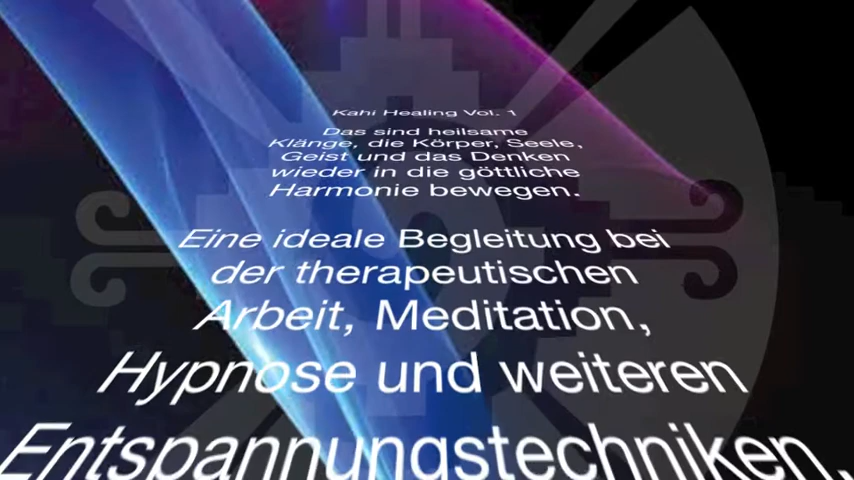 Kahi Healing Vol. 1
Das sind heilsame
Klänge, die Körper, Seele,
Geist und das Denken
wieder in die göttliche
Harmonie bewegen.
Eine ideale Begleitung bei
der therapeutischen
Arbeit, Meditation,
Hypnose und weiteren
Entspannungstechniken.